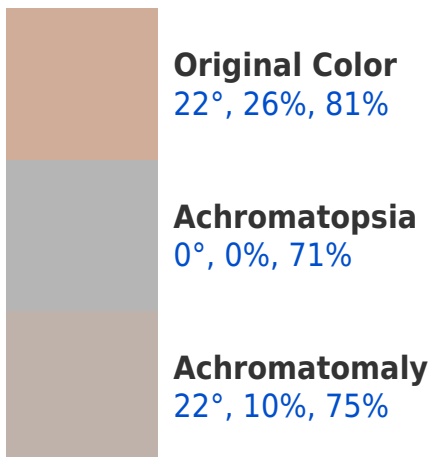 Original Color
22°, 26%, 81%
Achromatopsia
0°, 0%, 71%
Achromatomaly
22°, 10%, 75%